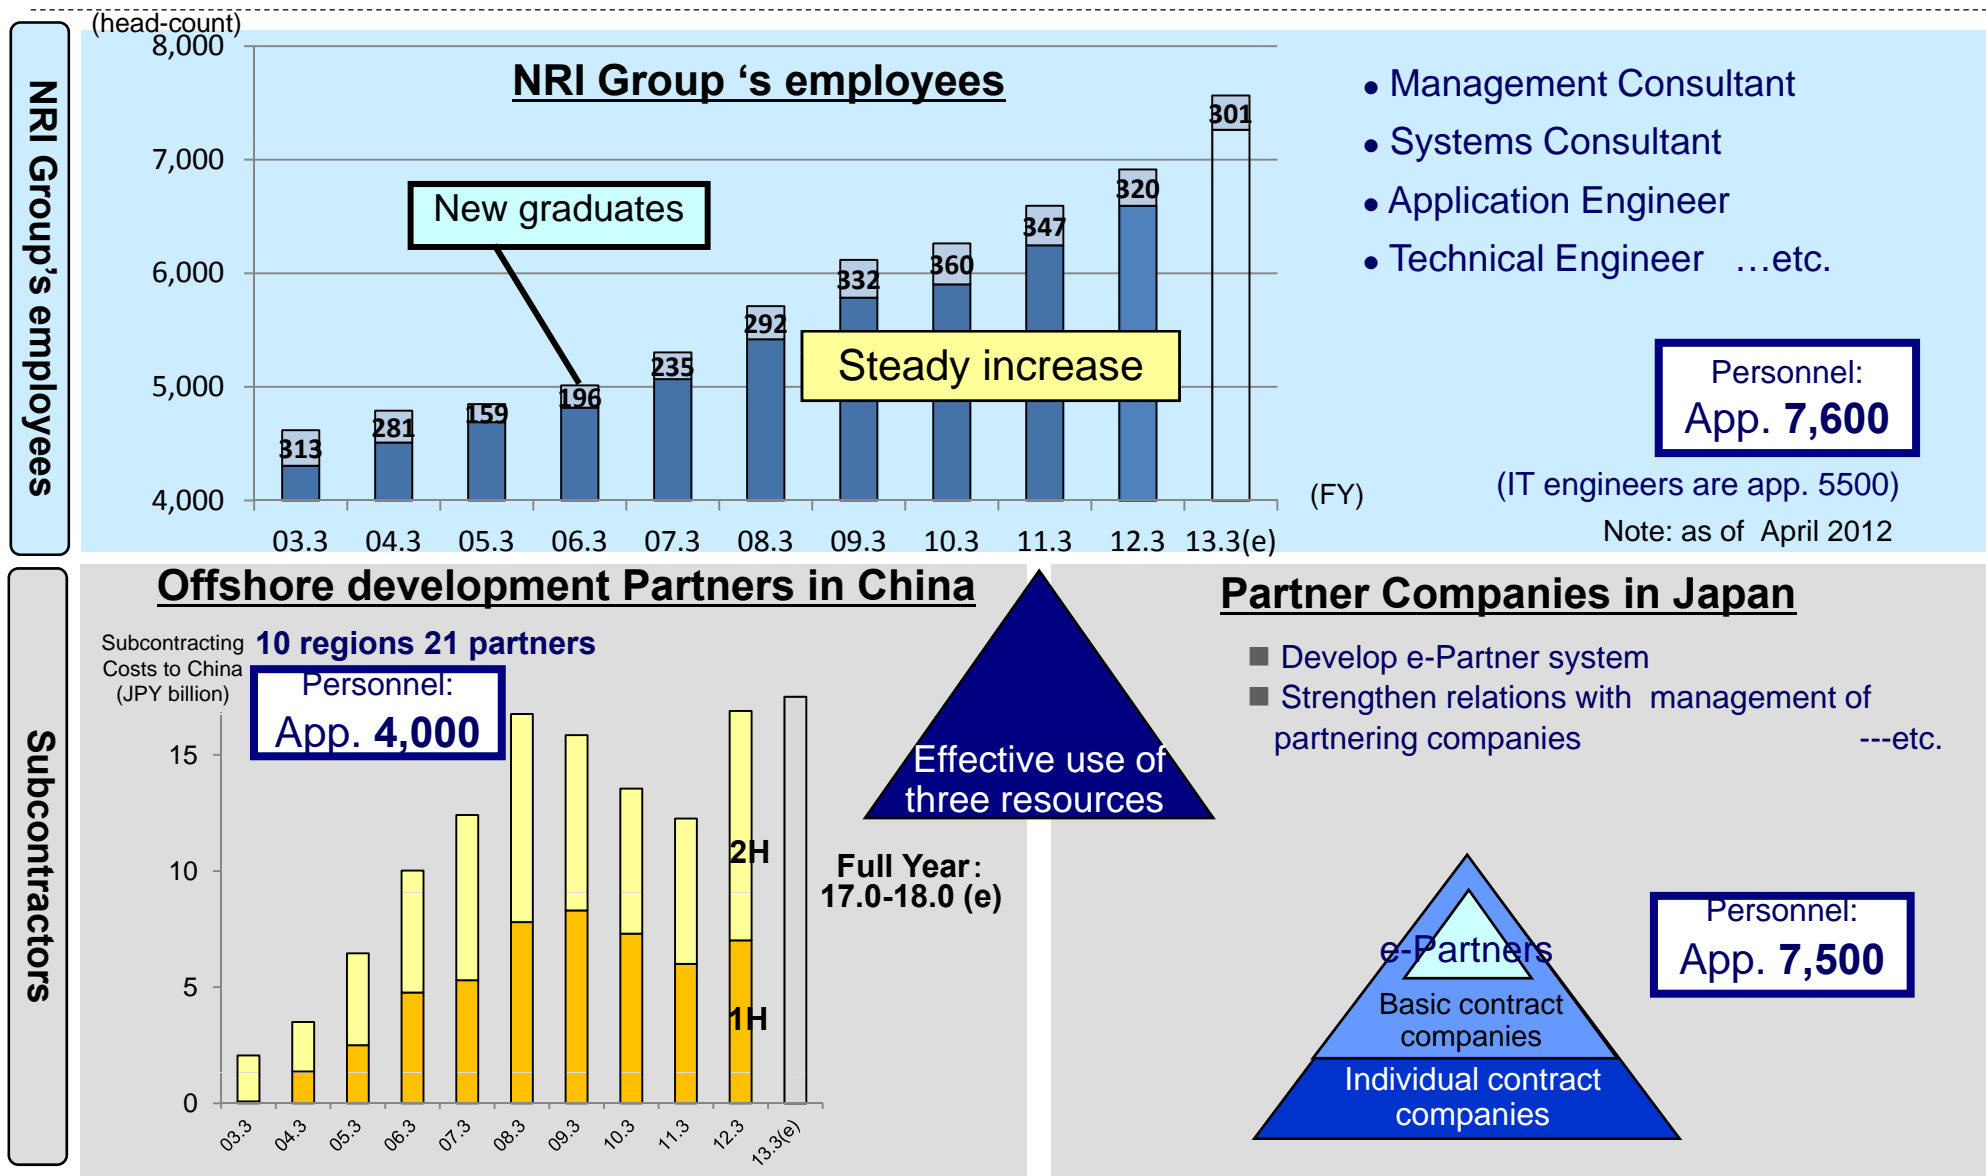 (head-count)
NRI Group's employees
NRI Group ‘s employees
8,000
7,000
6,000
5,000
4,000
New graduates
Steady increase
313
281
159
196
235
292
332
360
347
320
301
03.3 04.3 05.3 06.3 07.3 08.3 09.3 10.3 11.3 12.3 13.3(e)
(FY)
● Management Consultant
● Systems Consultant
● Application Engineer
● Technical Engineer …etc.
Personnel:
App. 7,600
(IT engineers are app. 5500)
Note: as of April 2012
Subcontractors
Offshore development Partners in China
Subcontracting
Costs to China
(JPY billion)
10 regions 21 partners
Personnel:
App. 4,000
15
10
5
0
2H
1H
Full Year:
17.0-18.0 (e)
03.3 04.3 05.3 06.3 07.3 08.3 09.3 10.3 11.3 12.3 13.3(e)
Effective use of
three resources
Partner Companies in Japan
■ Develop e-Partner system
■ Strengthen relations with management of
partnering companies ---etc.
e-Partners
Basic contract
companies
Individual contract
companies
Personnel:
App. 7,500